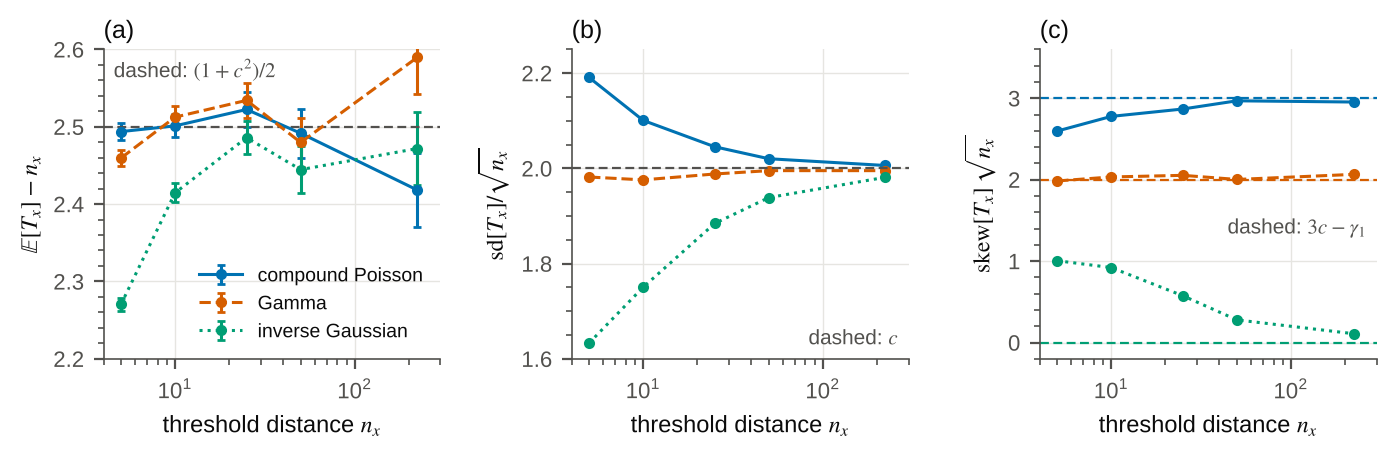 (a)
2.6
2.5
2.4
2.3
2.2
𝔼[Tₓ] − nₓ
dashed: (1 + c²)/2
compound Poisson
Gamma
inverse Gaussian
10¹
10²
threshold distance nₓ
(b)
2.2
2.0
1.8
1.6
sd[Tₓ]/√nₓ
dashed: c
10¹
10²
threshold distance nₓ
(c)
3
2
1
0
skew[Tₓ] √nₓ
dashed: 3c − γ₁
10¹
10²
threshold distance nₓ